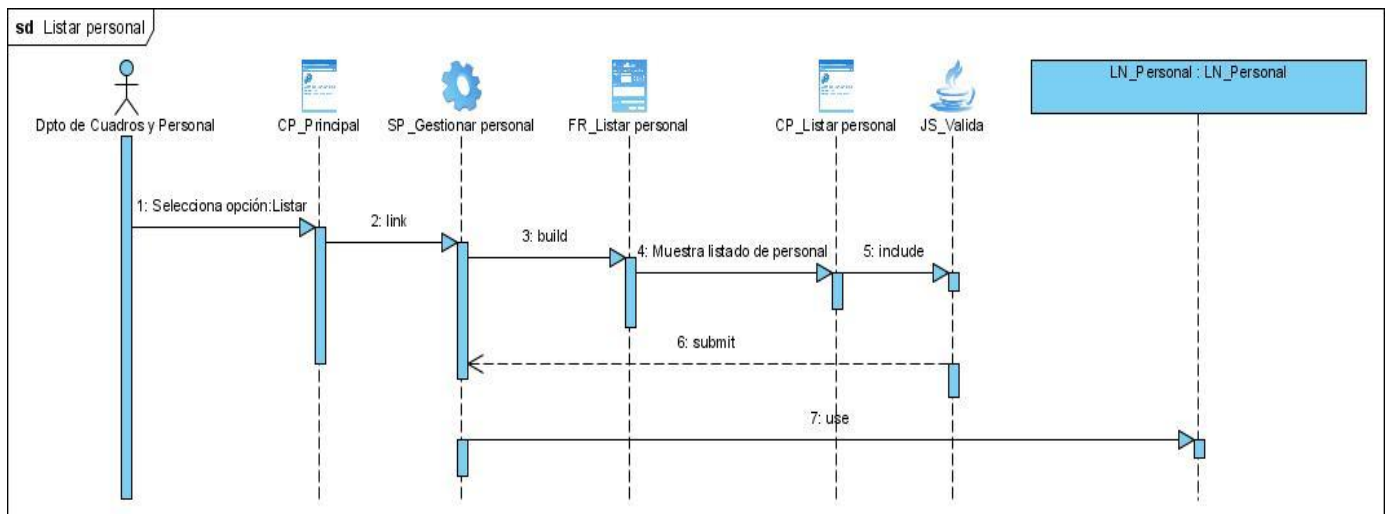 sd Listar personal
Dpto de Cuadros y Personal
CP_Principal
SP_Gestionar personal
FR_Listar personal
CP_Listar personal
JS_Valida
LN_Personal : LN_Personal
1: Selecciona opción:Listar
2: link
3: build
4: Muestra listado de personal
5: include
6: submit
7: use